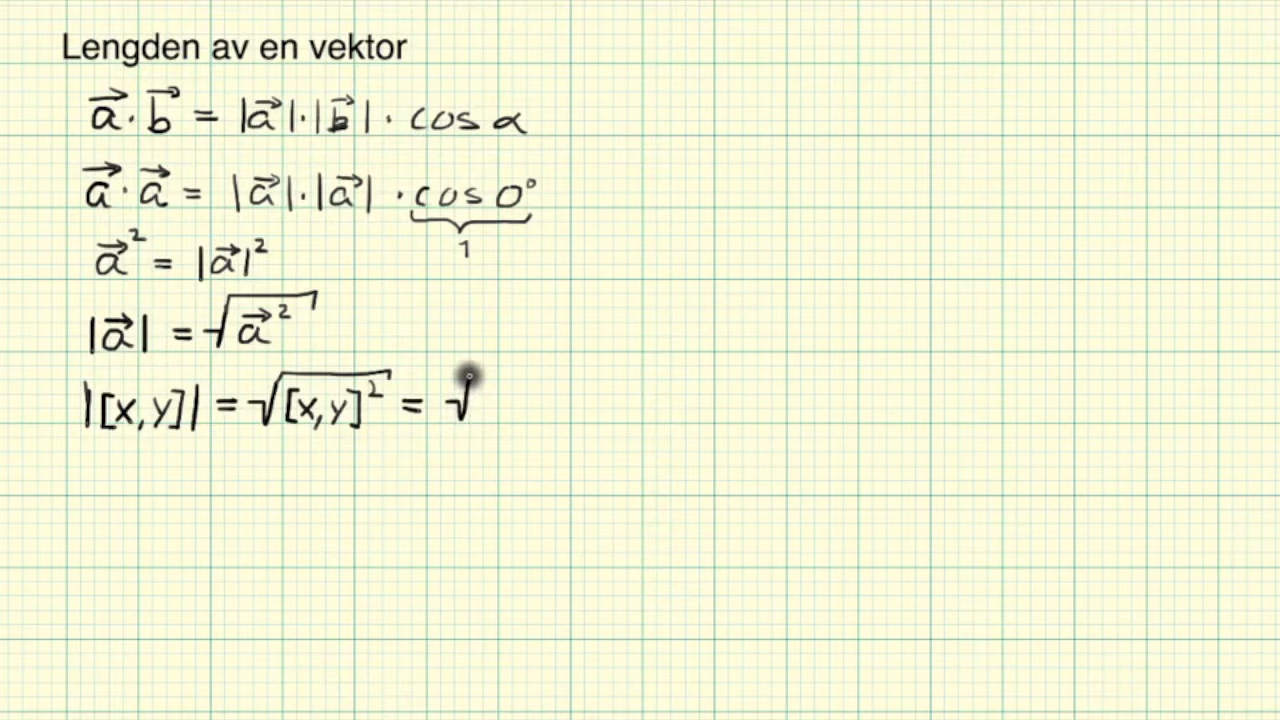 Lengden av en vektor
a⃗ · b⃗ = |a⃗| · |b⃗| · cos α
a⃗ · a⃗ = |a⃗| · |a⃗| · cos 0°
1
a⃗² = |a⃗|²
|a⃗| = √a⃗²
|[x,y]| = √[x,y]² = √